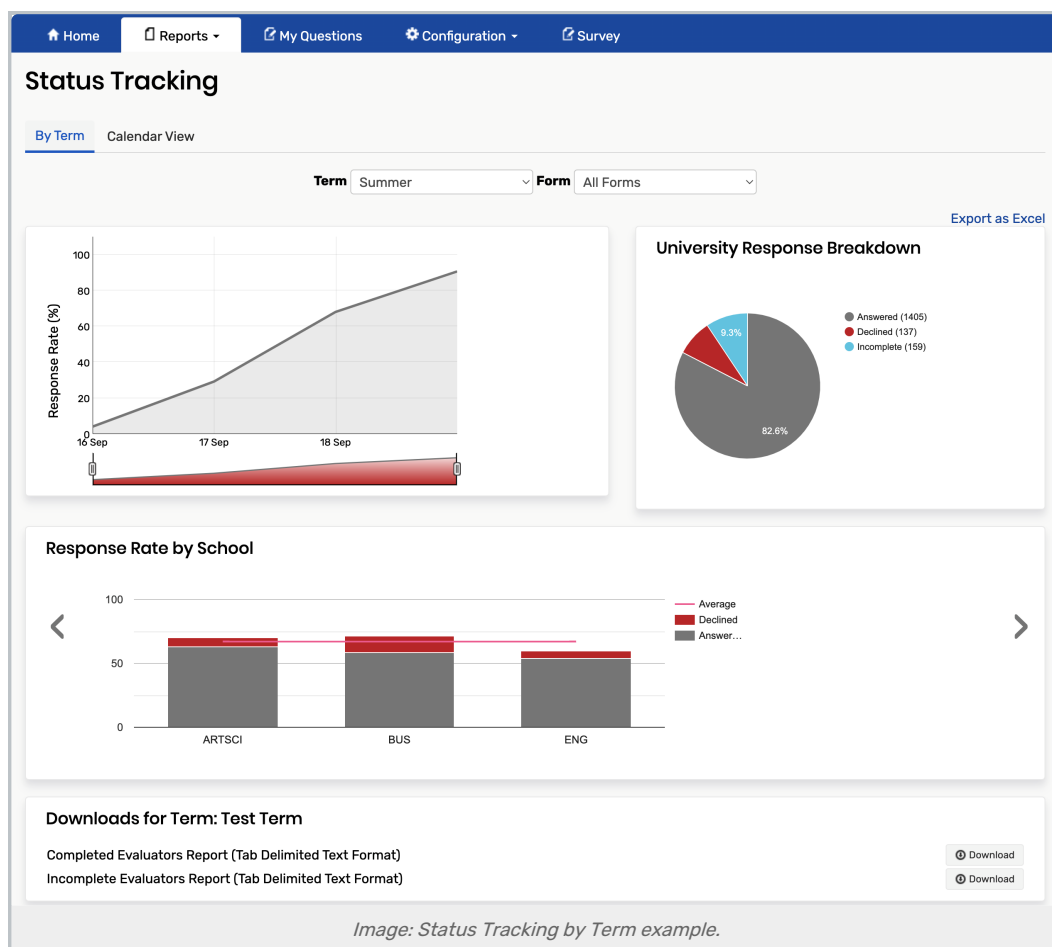 Home Reports My Questions Configuration Survey
Status Tracking
By Term Calendar View
Term Summer Form All Forms
Export as Excel
Response Rate (%)
100
80
60
40
20
0
16 Sep 17 Sep 18 Sep
University Response Breakdown
9.3%
82.6%
Answered (1405)
Declined (137)
Incomplete (159)
Response Rate by School
100
50
0
ARTSCI BUS ENG
Average
Declined
Answer...
Downloads for Term: Test Term
Completed Evaluators Report (Tab Delimited Text Format) Download
Incomplete Evaluators Report (Tab Delimited Text Format) Download
Image: Status Tracking by Term example.